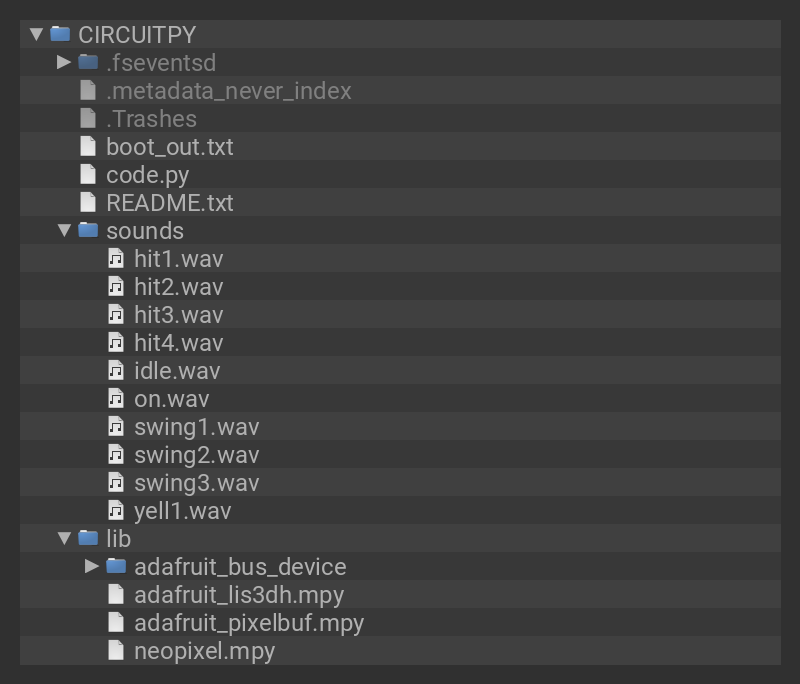 CIRCUITPY
.fseventsd
.metadata_never_index
.Trashes
boot_out.txt
code.py
README.txt
sounds
hit1.wav
hit2.wav
hit3.wav
hit4.wav
idle.wav
on.wav
swing1.wav
swing2.wav
swing3.wav
yell1.wav
lib
adafruit_bus_device
adafruit_lis3dh.mpy
adafruit_pixelbuf.mpy
neopixel.mpy